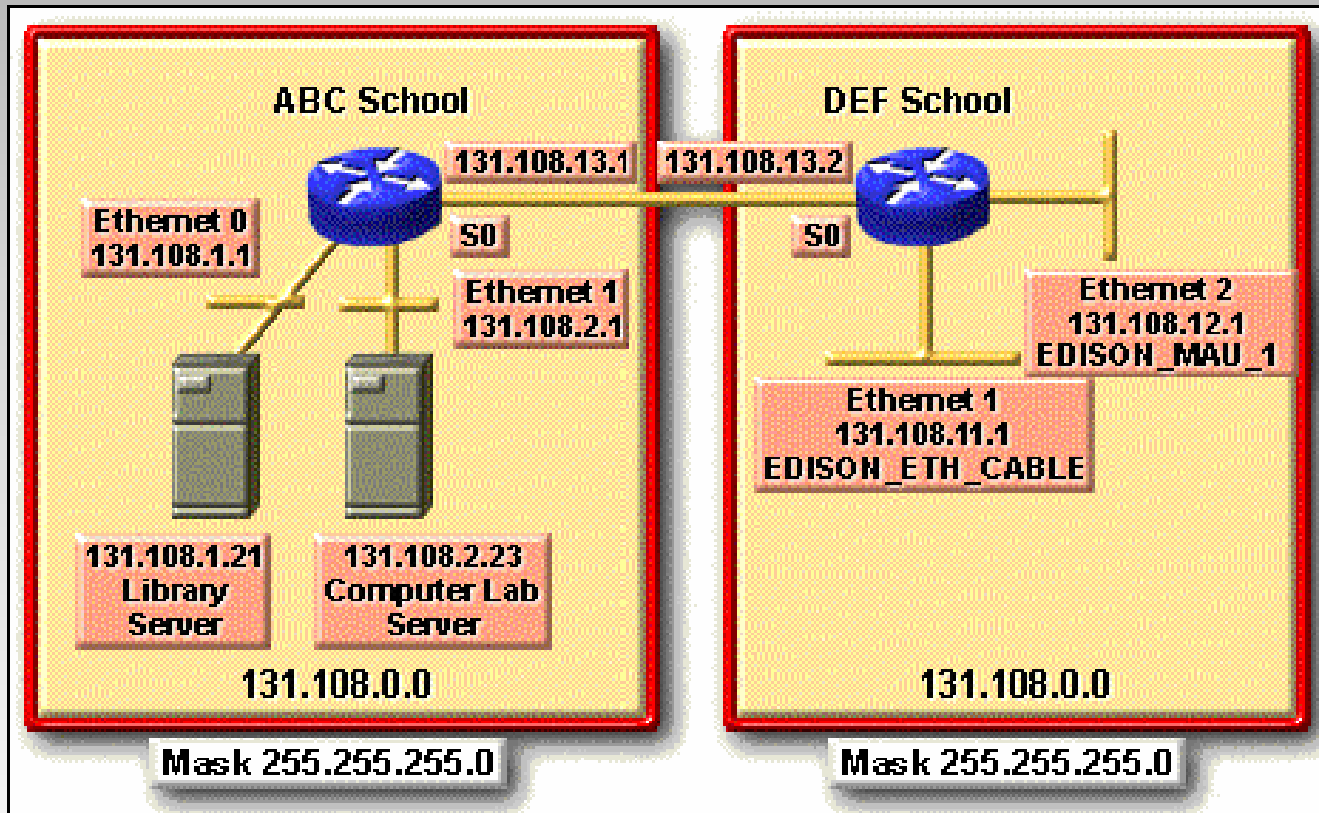 ABC School
DEF School
131.108.13.1
131.108.13.2
Ethernet 0
131.108.1.1
S0
S0
Ethernet 1
131.108.2.1
Ethernet 2
131.108.12.1
EDISON_MAU_1
Ethernet 1
131.108.11.1
EDISON_ETH_CABLE
131.108.1.21
Library
Server
131.108.2.23
Computer Lab
Server
131.108.0.0
131.108.0.0
Mask 255.255.255.0
Mask 255.255.255.0